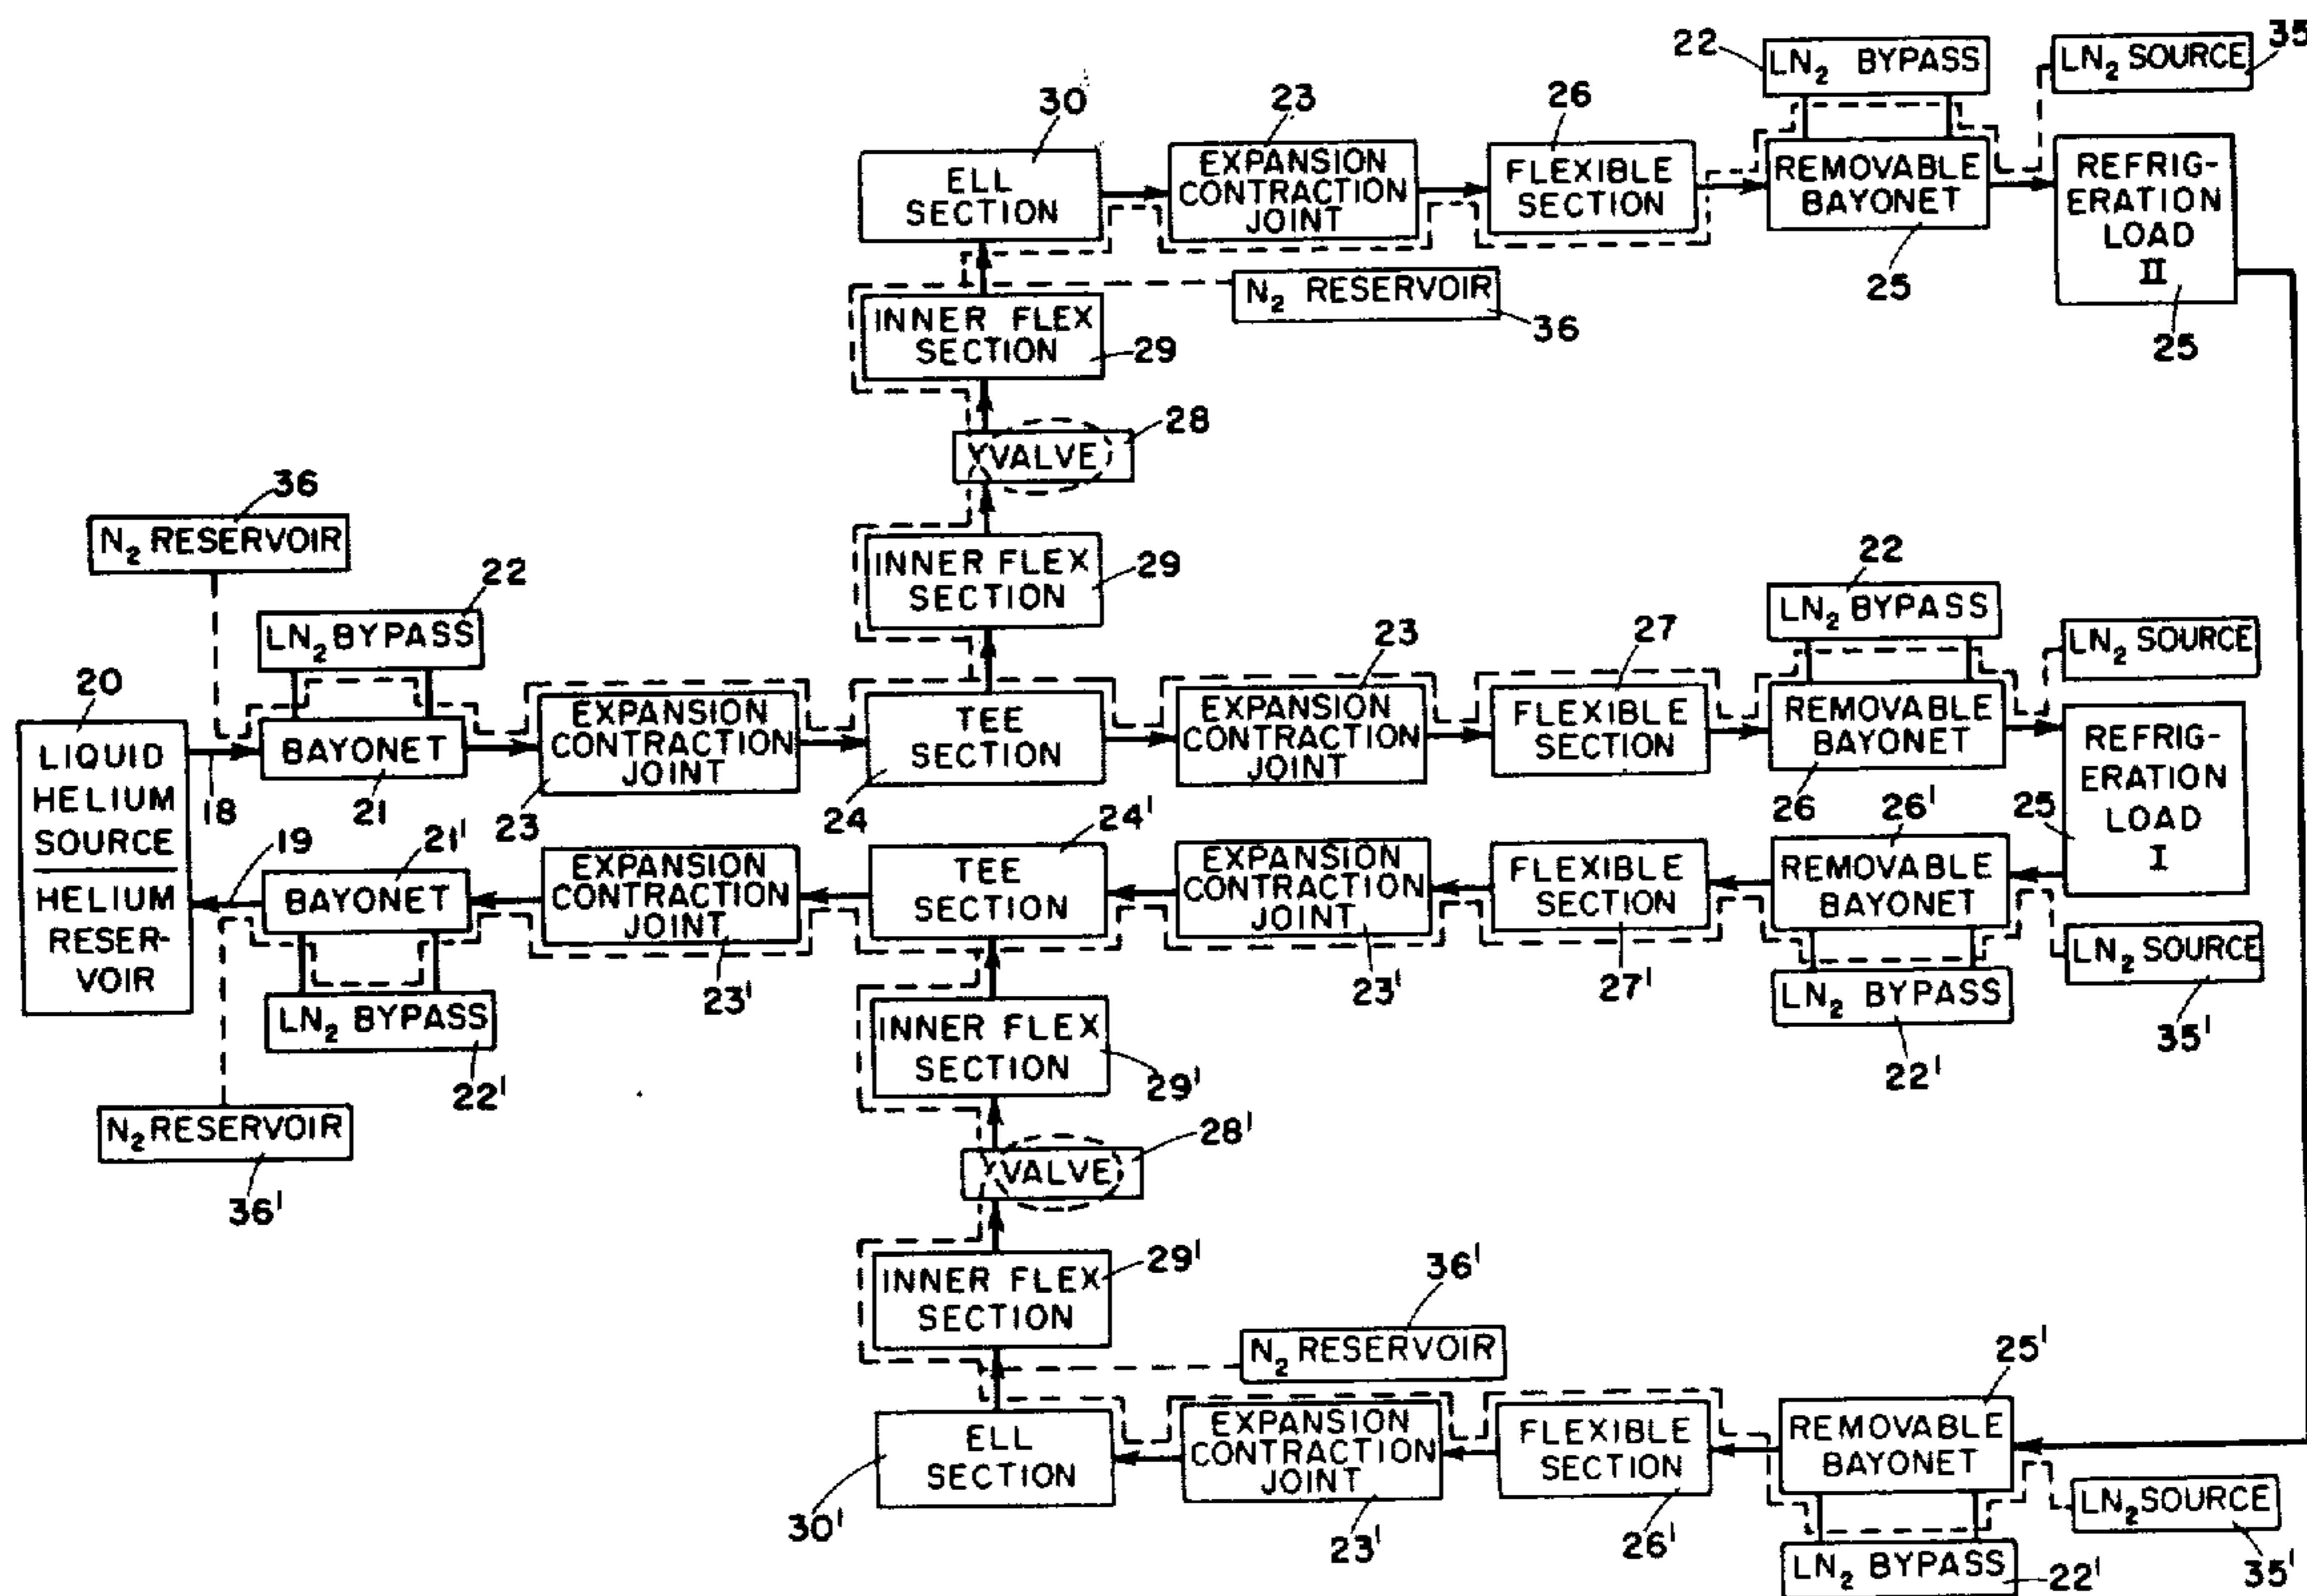 22
LN2 BYPASS
LN2 SOURCE
35
30
23
26
ELL
SECTION
EXPANSION
CONTRACTION
JOINT
FLEXIBLE
SECTION
REMOVABLE
BAYONET
REFRIG-
ERATION
LOAD
II
25
25
N2 RESERVOIR
36
INNER FLEX
SECTION
29
VALVE
28
36
N2 RESERVOIR
INNER FLEX
SECTION
29
22
LN2 BYPASS
22
LN2 BYPASS
20
LIQUID
HELIUM
SOURCE
HELIUM
RESER-
VOIR
18
BAYONET
21
EXPANSION
CONTRACTION
JOINT
23
TEE
SECTION
24
23
EXPANSION
CONTRACTION
JOINT
27
FLEXIBLE
SECTION
REMOVABLE
BAYONET
26
LN2 SOURCE
REFRIG-
ERATION
LOAD
I
25
19
21'
BAYONET
LN2 BYPASS
22'
EXPANSION
CONTRACTION
JOINT
23'
24'
TEE
SECTION
EXPANSION
CONTRACTION
JOINT
23'
FLEXIBLE
SECTION
27'
26'
REMOVABLE
BAYONET
LN2 BYPASS
22'
LN2 SOURCE
35'
N2 RESERVOIR
36'
INNER FLEX
SECTION
29'
VALVE
28'
INNER FLEX
SECTION
29'
36'
N2 RESERVOIR
ELL
SECTION
30'
EXPANSION
CONTRACTION
JOINT
23'
FLEXIBLE
SECTION
26'
25'
REMOVABLE
BAYONET
LN2 BYPASS
22'
LN2 SOURCE
35'